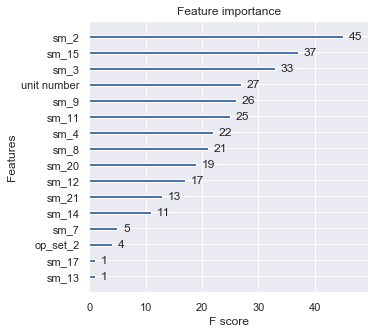 Feature importance
sm_2 45
sm_15 37
sm_3 33
unit number 27
sm_9 26
sm_11 25
sm_4 22
sm_8 21
sm_20 19
sm_12 17
sm_21 13
sm_14 11
sm_7 5
op_set_2 4
sm_17 1
sm_13 1
Features
0 10 20 30 40
F score